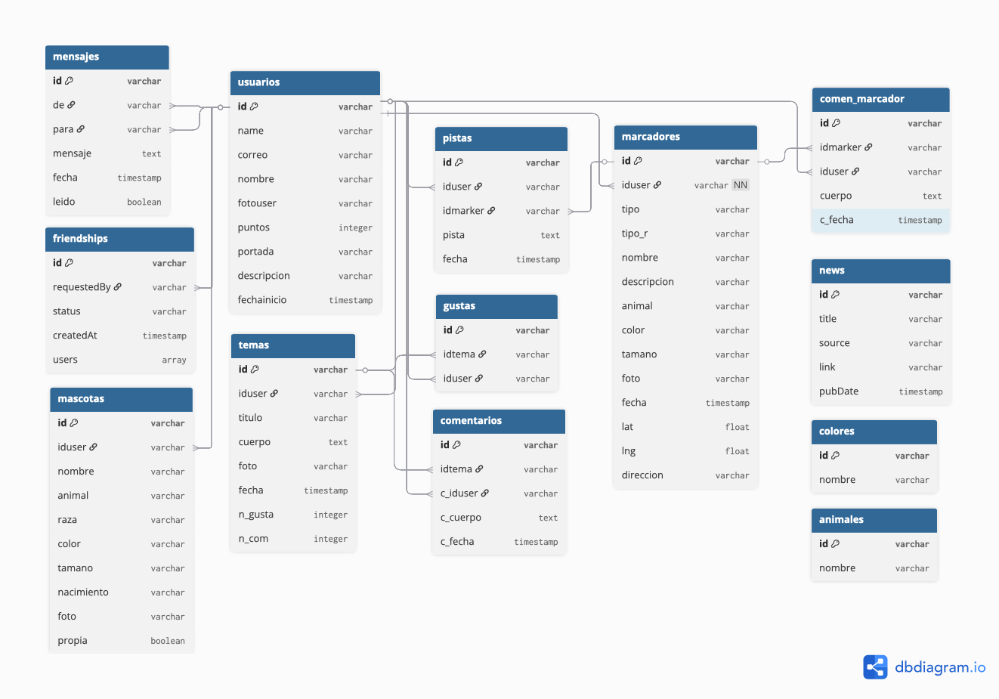 mensajes
id varchar
de varchar
para varchar
mensaje text
fecha timestamp
leido boolean
friendships
id varchar
requestedBy varchar
status varchar
createdAt timestamp
users array
mascotas
id varchar
iduser varchar
nombre varchar
animal varchar
raza varchar
color varchar
tamano varchar
nacimiento varchar
foto varchar
propia boolean
usuarios
id varchar
name varchar
correo varchar
nombre varchar
fotouser varchar
puntos integer
portada varchar
descripcion varchar
fechainicio timestamp
temas
id varchar
iduser varchar
titulo varchar
cuerpo text
foto varchar
fecha timestamp
n_gusta integer
n_com integer
pistas
id varchar
iduser varchar
idmarker varchar
pista text
fecha timestamp
gustas
id varchar
idtema varchar
iduser varchar
comentarios
id varchar
idtema varchar
c_iduser varchar
c_cuerpo text
c_fecha timestamp
marcadores
id varchar
iduser varchar NN
tipo varchar
tipo_r varchar
nombre varchar
descripcion varchar
animal varchar
color varchar
tamano varchar
foto varchar
fecha timestamp
lat float
lng float
direccion varchar
comen_marcador
id varchar
idmarker varchar
iduser varchar
cuerpo text
c_fecha timestamp
news
id varchar
title varchar
source varchar
link varchar
pubDate timestamp
colores
id varchar
nombre varchar
animales
id varchar
nombre varchar
dbdiagram.io